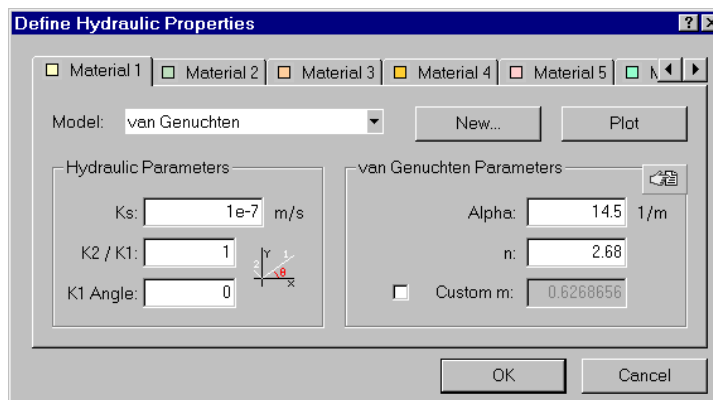 Define Hydraulic Properties
Material 1 Material 2 Material 3 Material 4 Material 5
Model: van Genuchten New... Plot
Hydraulic Parameters van Genuchten Parameters
Ks: 1e-7 m/s Alpha: 14.5 1/m
K2 / K1: 1 n: 2.68
K1 Angle: 0 Custom m: 0.6268656
Y 1 2 θ X
OK Cancel